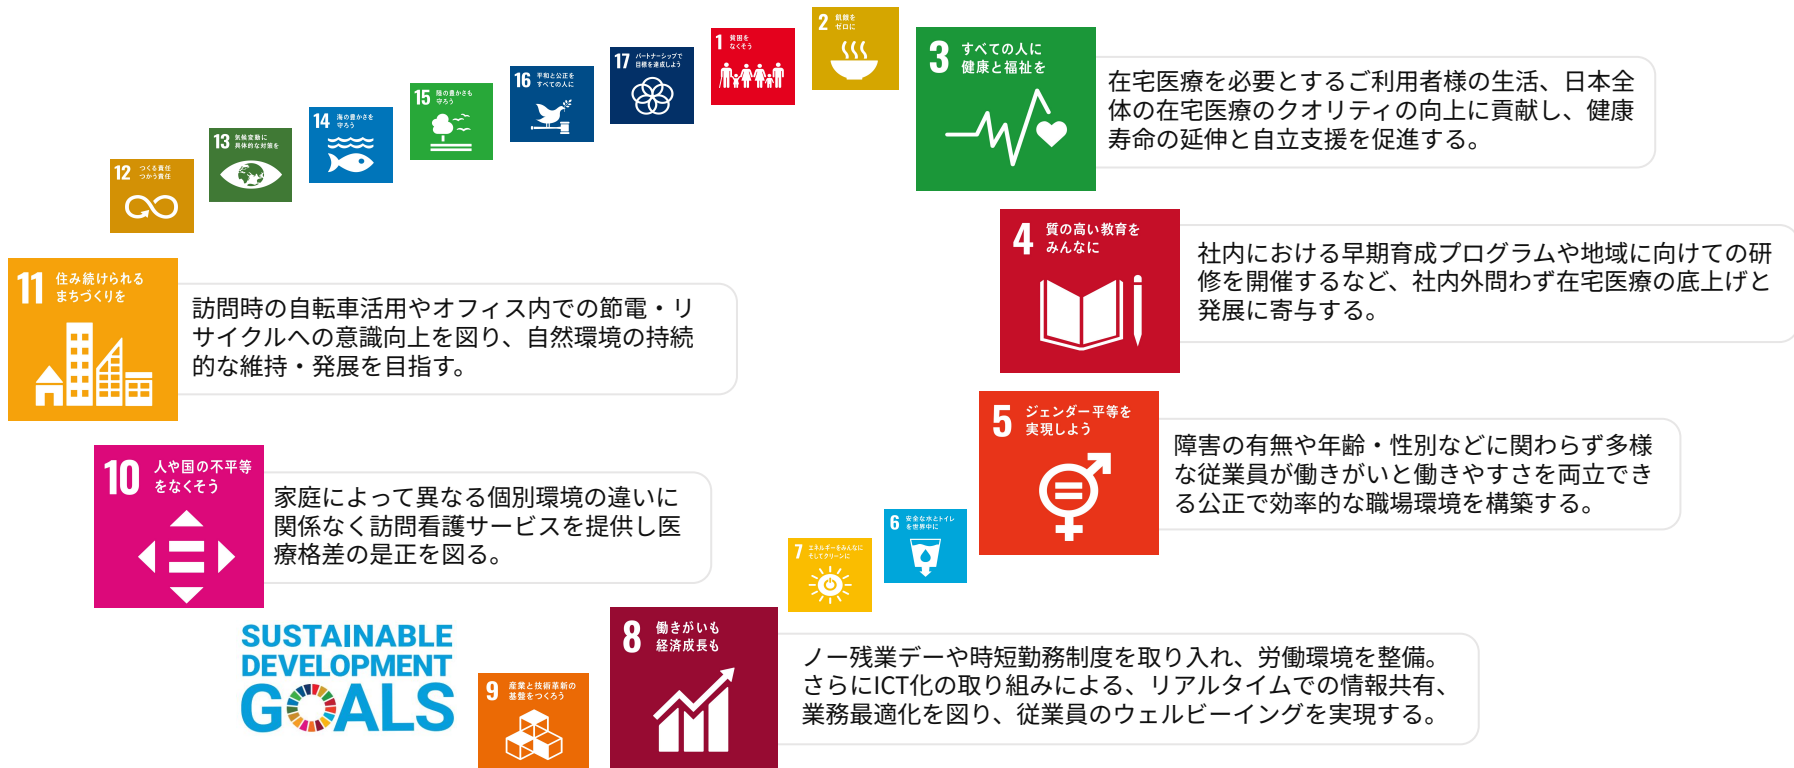 1 貧困を
なくそう
2 飢餓を
ゼロに
3 すべての人に
健康と福祉を
在宅医療を必要とするご利用者様の生活、日本全
体の在宅医療のクオリティの向上に貢献し、健康
寿命の延伸と自立支援を促進する。
4 質の高い教育を
みんなに
社内における早期育成プログラムや地域に向けての研
修を開催するなど、社内外問わず在宅医療の底上げと
発展に寄与する。
5 ジェンダー平等を
実現しよう
障害の有無や年齢・性別などに関わらず多様
な従業員が働きがいと働きやすさを両立でき
る公正で効率的な職場環境を構築する。
6 安全な水とトイレ
を世界中に
7 エネルギーをみんなに
そしてクリーンに
8 働きがいも
経済成長も
ノー残業デーや時短勤務制度を取り入れ、労働環境を整備。
さらにICT化の取り組みによる、リアルタイムでの情報共有、
業務最適化を図り、従業員のウェルビーイングを実現する。
9 産業と技術革新の
基盤をつくろう
SUSTAINABLE
DEVELOPMENT
GOALS
10 人や国の不平等
をなくそう
家庭によって異なる個別環境の違いに
関係なく訪問看護サービスを提供し医
療格差の是正を図る。
11 住み続けられる
まちづくりを
訪問時の自転車活用やオフィス内での節電・リ
サイクルへの意識向上を図り、自然環境の持続
的な維持・発展を目指す。
12 つくる責任
つかう責任
13 気候変動に
具体的な対策を
14 海の豊かさを
守ろう
15 陸の豊かさも
守ろう
16 平和と公正を
すべての人に
17 パートナーシップで
目標を達成しよう